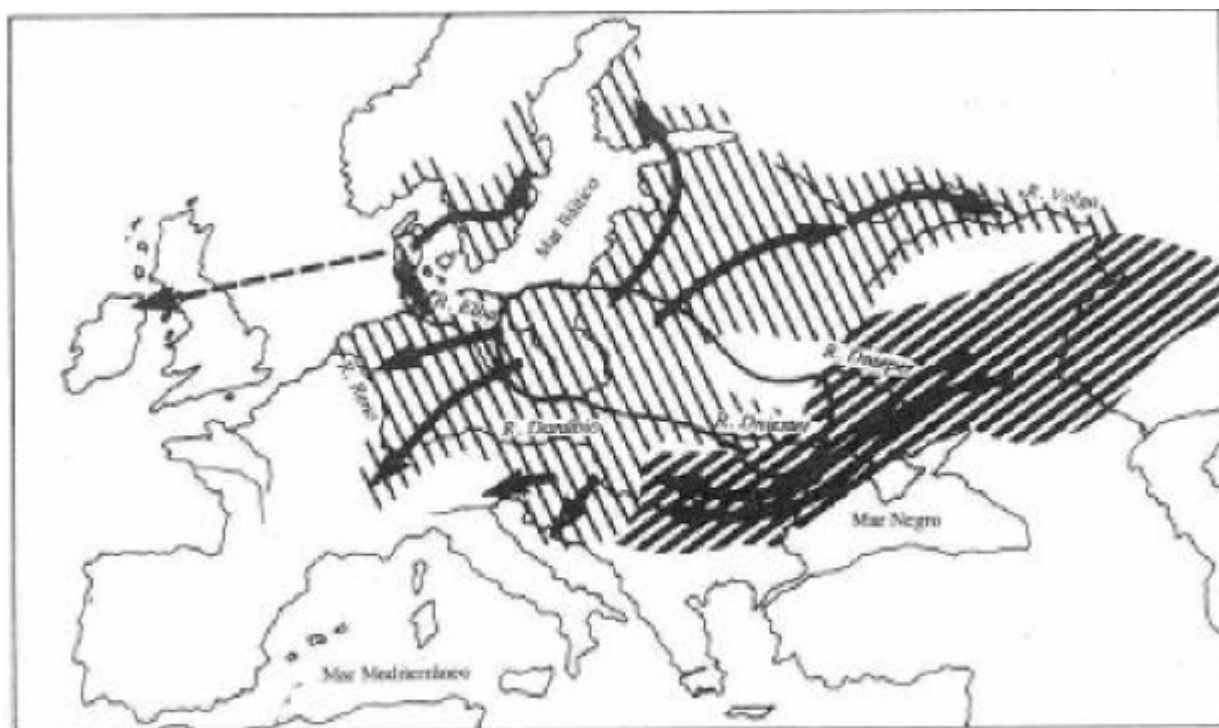 Mar Báltico
R. Volga
R. Elba
R. Rin
R. Dnieper
R. Danubio
R. Dniester
Mar Negro
Mar Mediterráneo